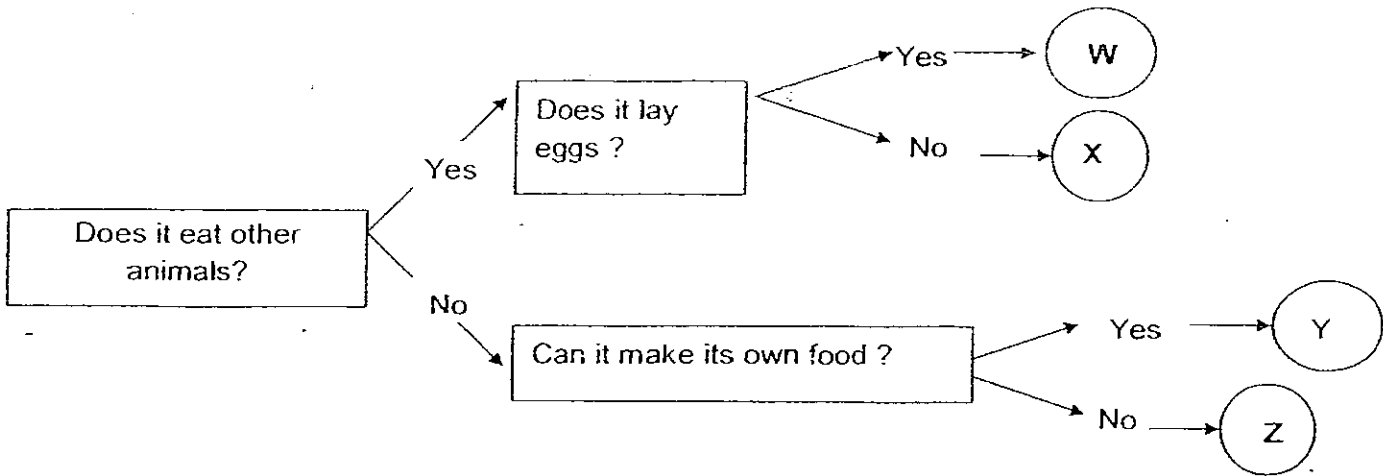 Does it eat other
animals?
Yes
No
Does it lay
eggs ?
Yes
W
No
X
Can it make its own food ?
Yes
Y
No
Z